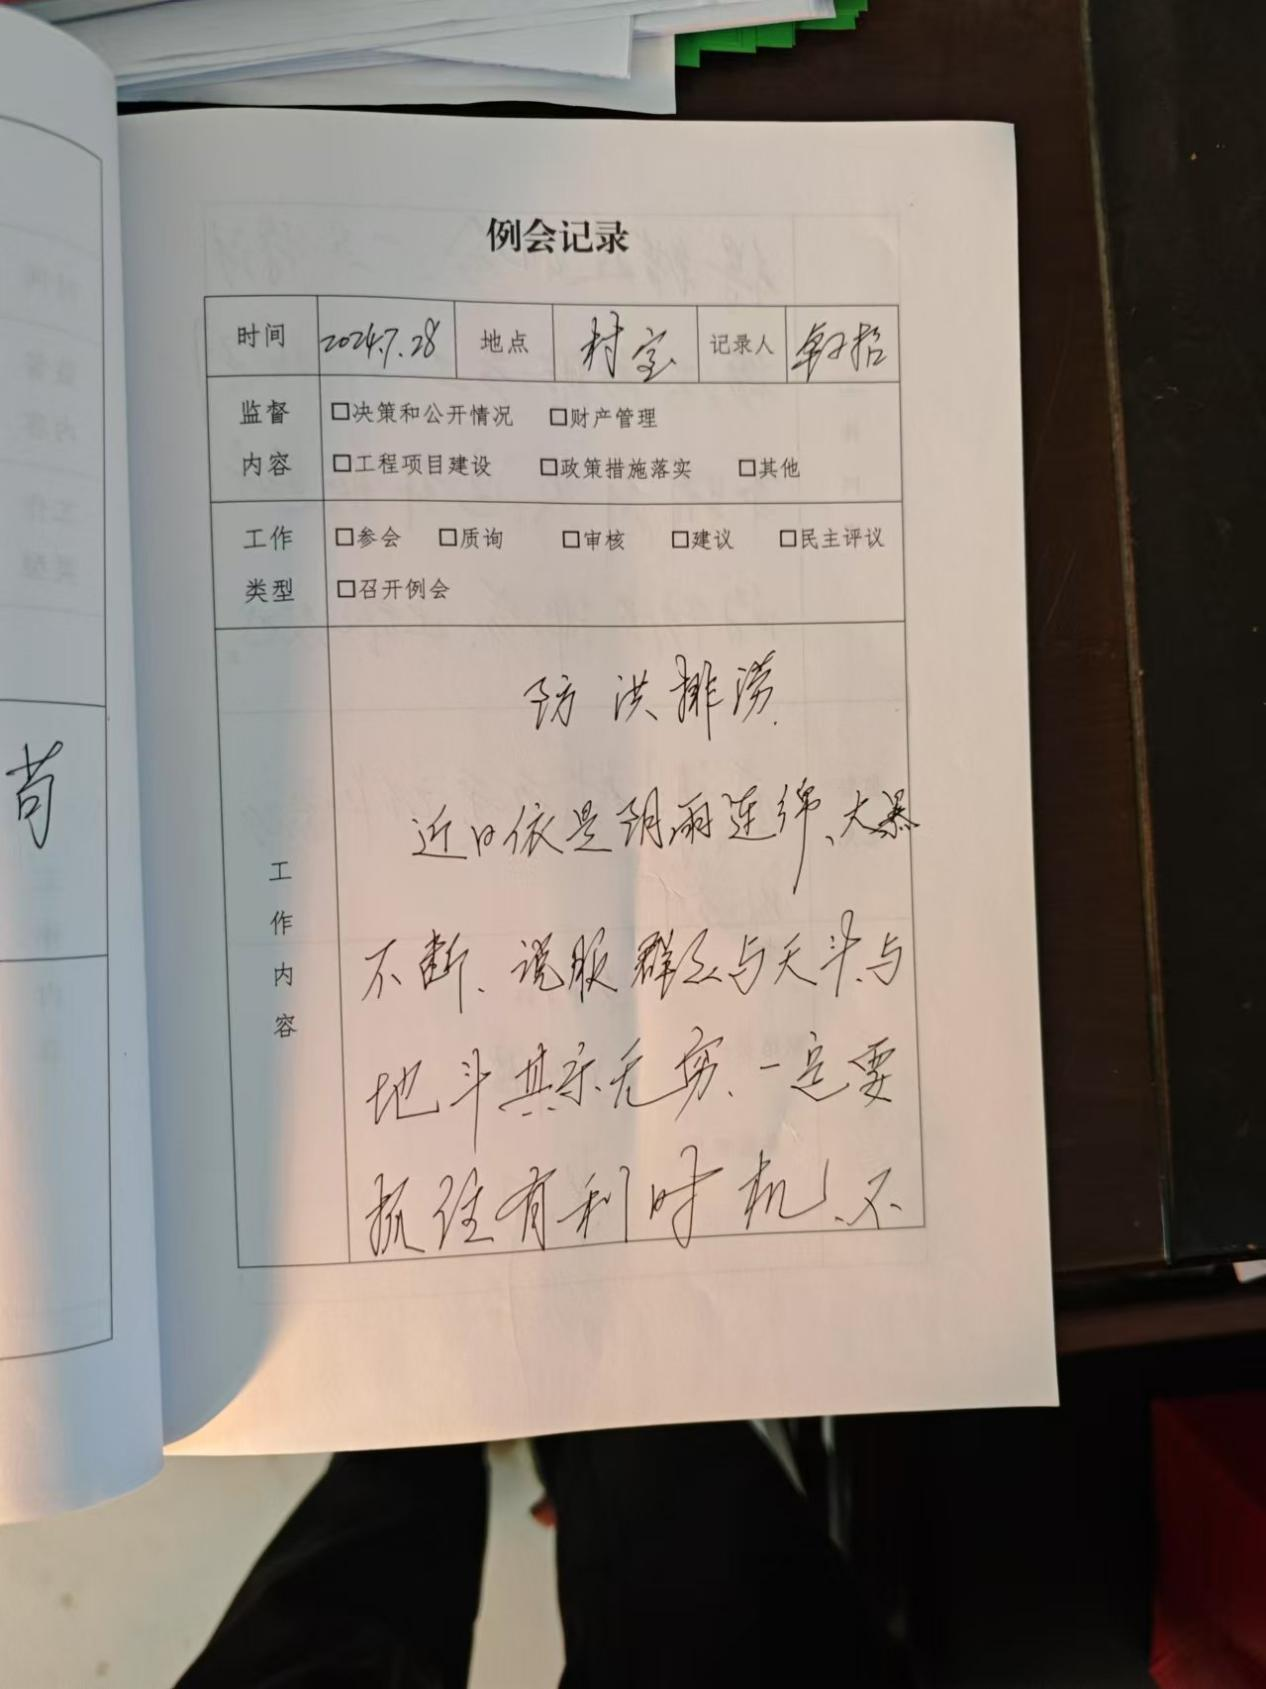 例会记录
时间 2024.7.28 地点 村室 记录人
监督内容 □决策和公开情况 □财产管理
□工程项目建设 □政策措施落实 □其他
工作类型 □参会 □质询 □审核 □建议 □民主评议
□召开例会
工作内容
防洪排涝
近日依是阴雨连绵、大暴
不断、说服群众与天斗、与
地斗其乐无穷、一定要
抓住有利时机、不
苟